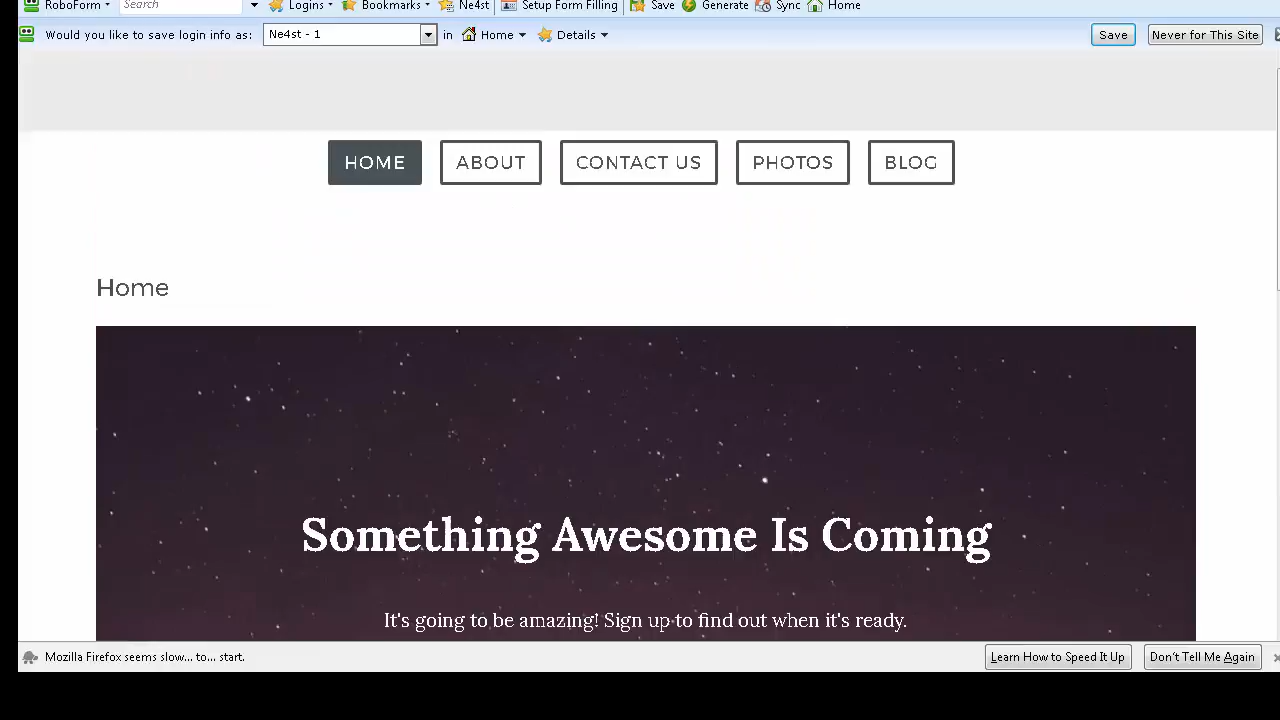 RoboForm Search Logins Bookmarks Ne4st Setup Form Filling Save Generate Sync Home
Would you like to save login info as: Ne4st - 1 in Home Details Save Never for This Site
HOME ABOUT CONTACT US PHOTOS BLOG
Home
Something Awesome Is Coming
It's going to be amazing! Sign up to find out when it's ready.
Mozilla Firefox seems slow... to... start. Learn How to Speed It Up Don't Tell Me Again